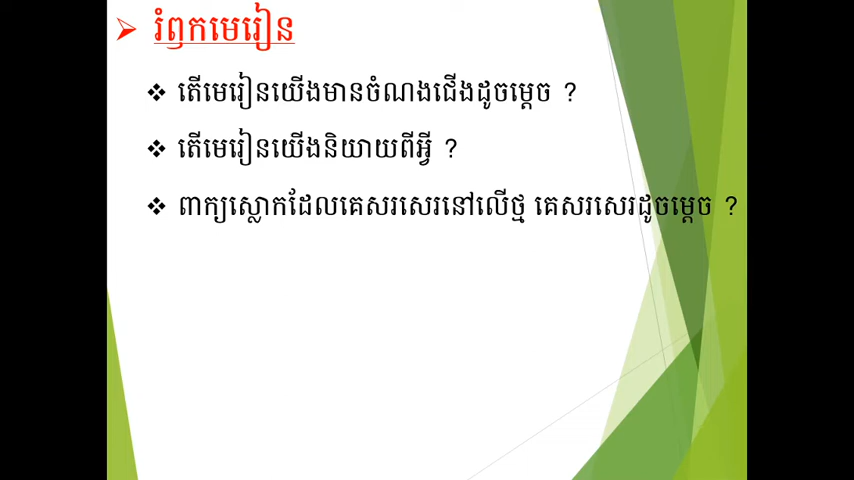 រំឭកមេរៀន
តើមេរៀនយើងមានចំណងជើងដូចម្តេច ?
តើមេរៀនយើងនិយាយពីអ្វី ?
ពាក្យស្លោកដែលគេសរសេរនៅលើថ្ម គេសរសេរដូចម្តេច ?